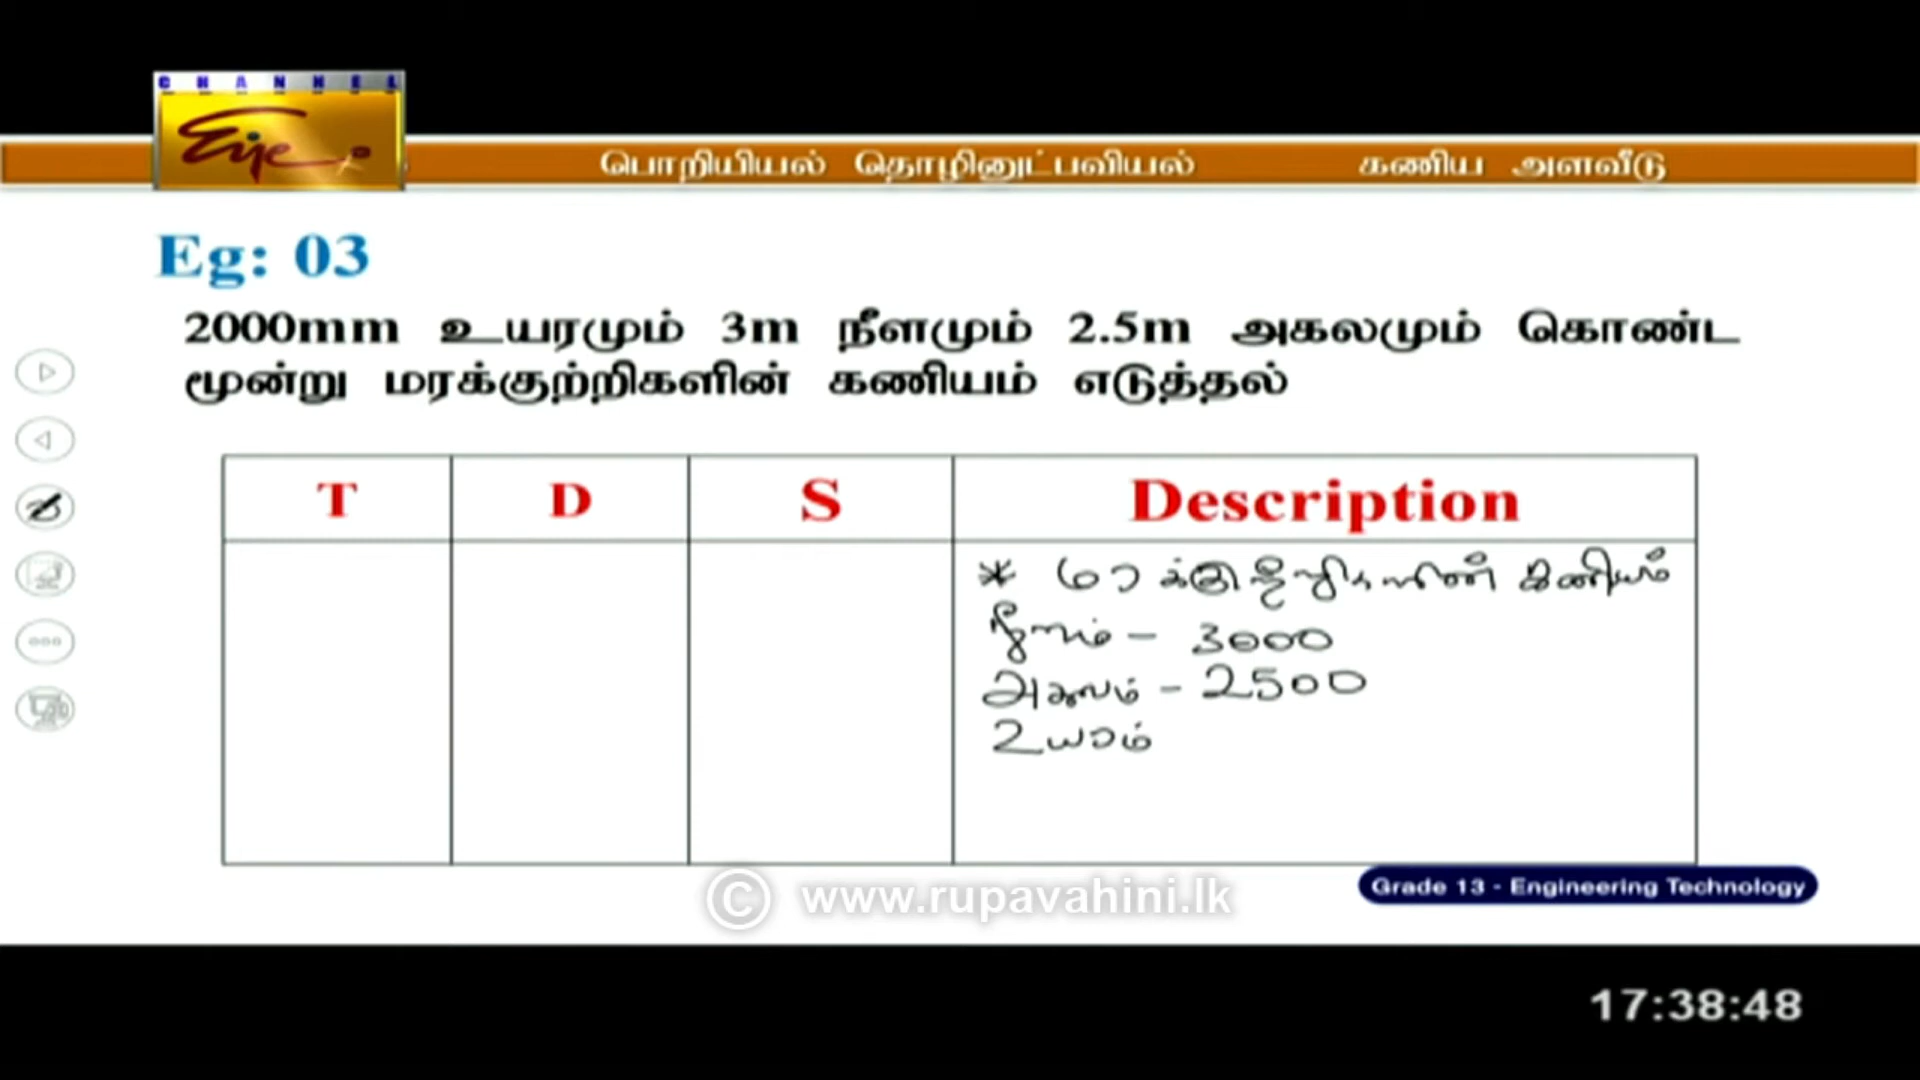 CHANNEL
Eye
பொறியியல் தொழினுட்பவியல் கணிய அளவீடு
Eg: 03
2000mm உயரமும் 3m நீளமும் 2.5m அகலமும் கொண்ட
மூன்று மரக்குற்றிகளின் கணியம் எடுத்தல்
T D S Description
* மரக்குற்றிகளின் கணியம்
நீளம் - 3000
அகலம் - 2500
உயரம்
© www.rupavahini.lk
Grade 13 - Engineering Technology
17:38:48